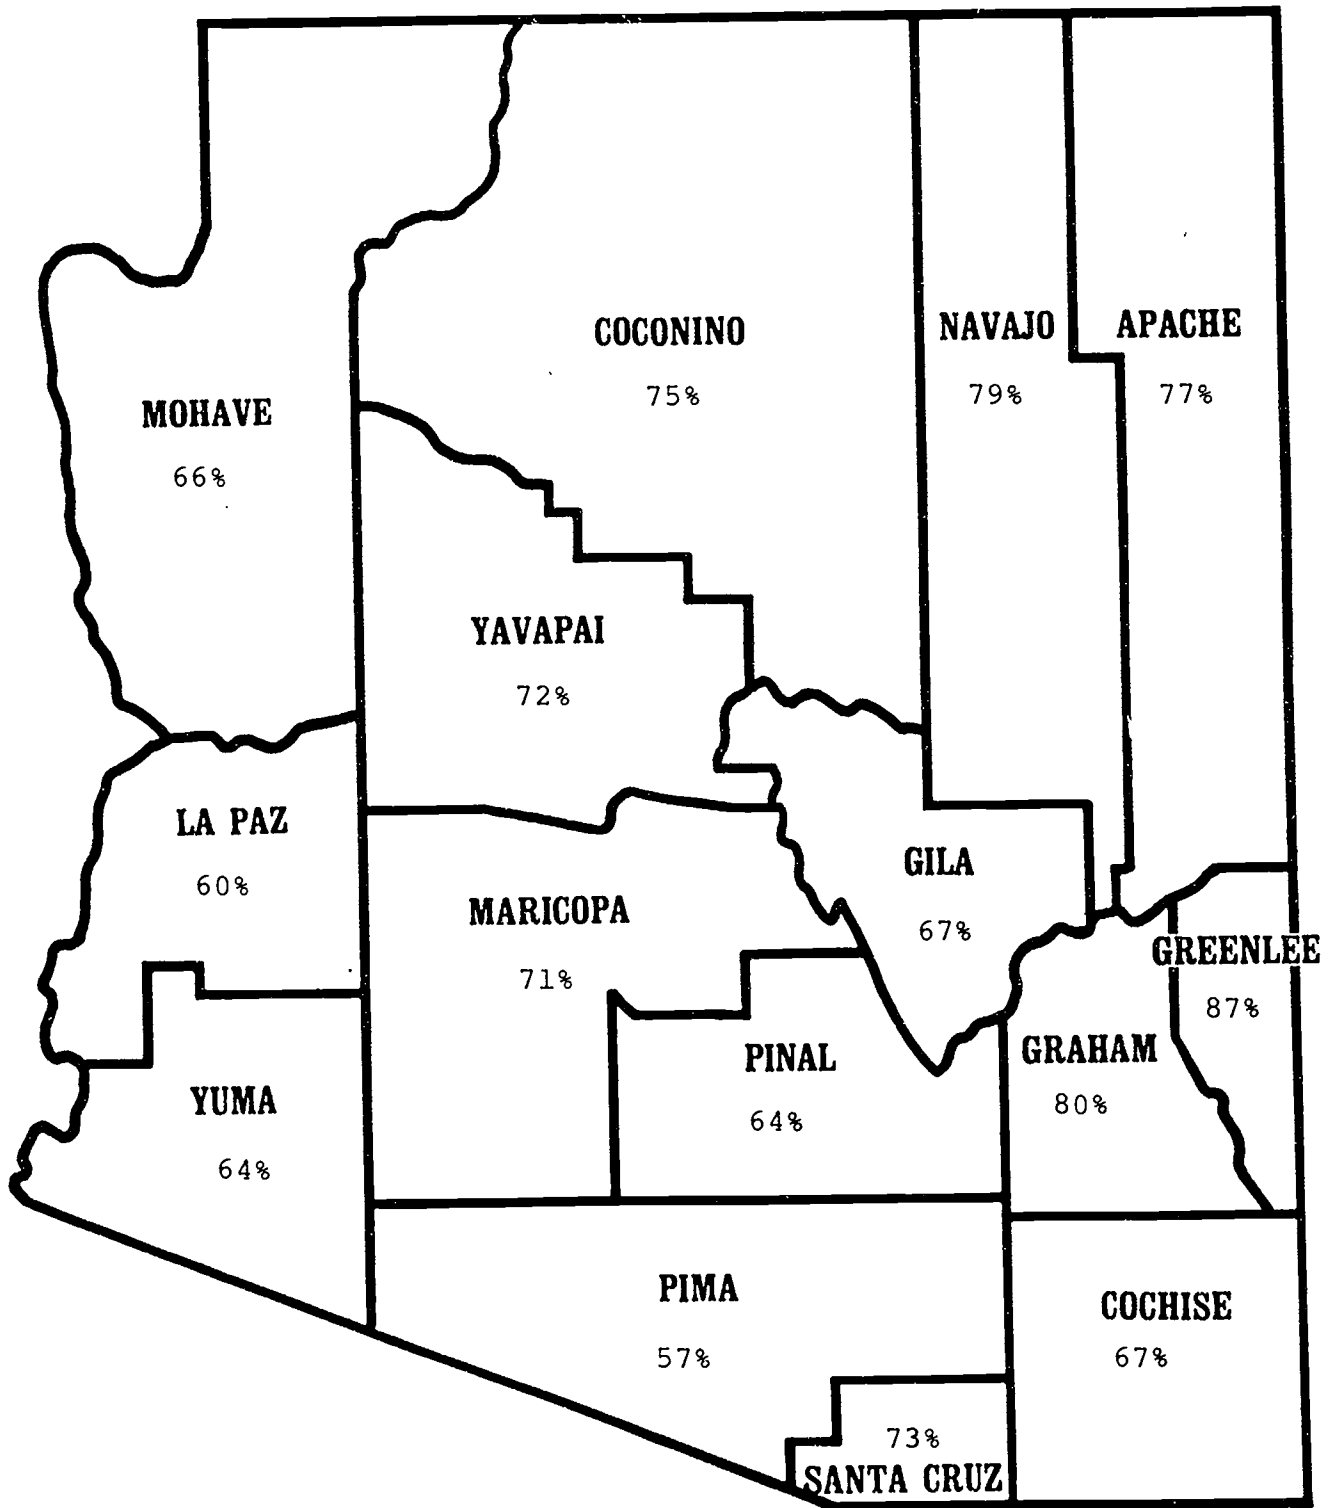 COCONINO
75%
NAVAJO
79%
APACHE
77%
MOHAVE
66%
YAVAPAI
72%
LA PAZ
60%
MARICOPA
71%
GILA
67%
GREENLEE
87%
GRAHAM
80%
PINAL
64%
YUMA
64%
PIMA
57%
COCHISE
67%
73%
SANTA CRUZ